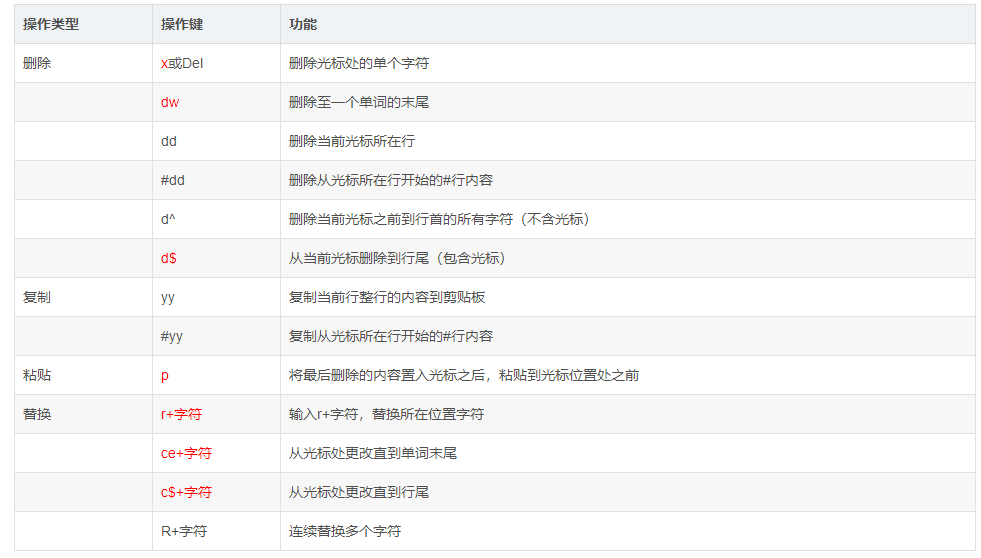 操作类型 操作键 功能
删除 x或Del 删除光标处的单个字符
dw 删除至一个单词的末尾
dd 删除当前光标所在行
#dd 删除从光标所在行开始的#行内容
d^ 删除当前光标之前到行首的所有字符（不含光标）
d$ 从当前光标删除到行尾（包含光标）
复制 yy 复制当前行整行的内容到剪贴板
#yy 复制从光标所在行开始的#行内容
粘贴 p 将最后删除的内容置入光标之后，粘贴到光标位置处之前
替换 r+字符 输入r+字符，替换所在位置字符
ce+字符 从光标处更改直到单词末尾
c$+字符 从光标处更改直到行尾
R+字符 连续替换多个字符